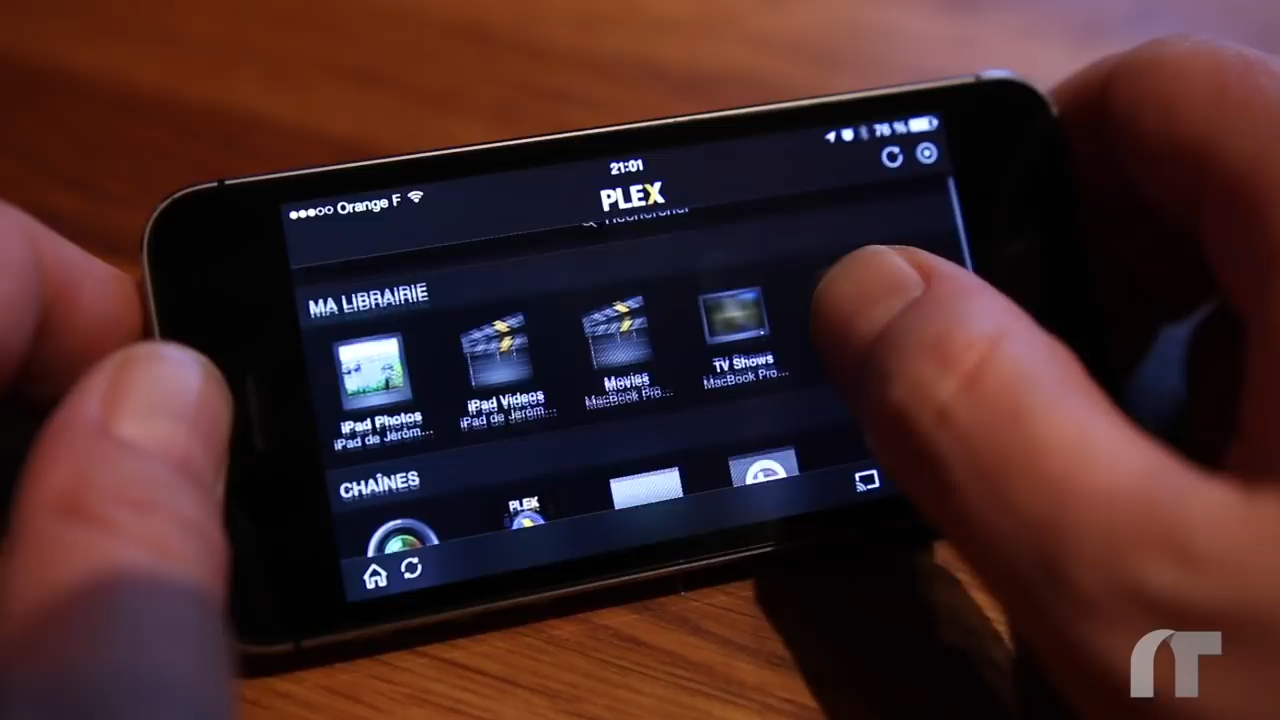 Orange F
21:01
76 %
PLEX
Rechercher
MA LIBRAIRIE
iPad Photos
iPad de Jérôm...
iPad Videos
iPad de Jérôm...
Movies
MacBook Pro...
TV Shows
MacBook Pro...
CHAÎNES
PLEX